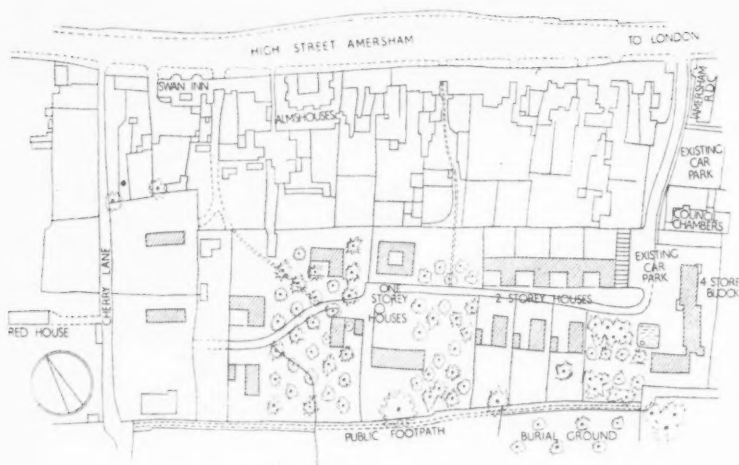 HIGH STREET AMERSHAM
TO LONDON
SWAN INN
ALMSHOUSES
AMERSHAM
R.D.C.
EXISTING
CAR
PARK
COUNCIL
CHAMBERS
CHERRY LANE
EXISTING
CAR
PARK
ONE
STOREY
HOUSES
2 STOREY HOUSES
4 STOREY
BLOCK
RED HOUSE
PUBLIC FOOTPATH
BURIAL GROUND